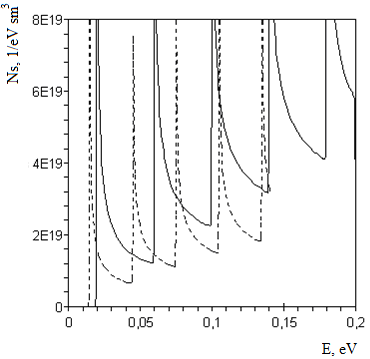 Ns, 1/eV sm³
8E19
6E19
4E19
2E19
0
0 0,05 0,1 0,15 0,2
E, eV